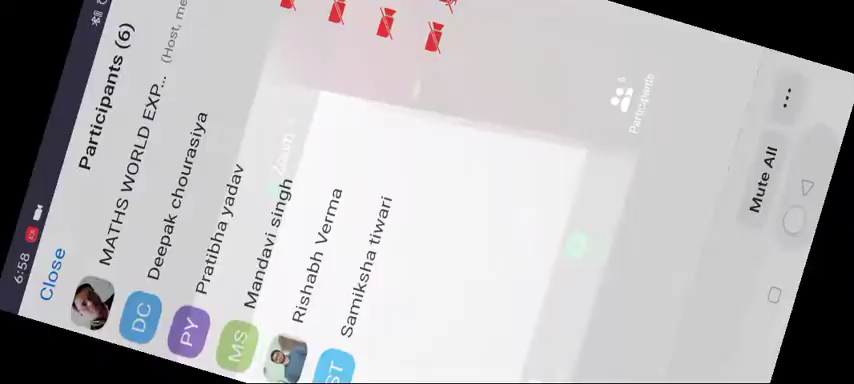 6:58
Close
Participants (6)
MATHS WORLD EXP... (Host, me
DC Deepak chourasiya
PY Pratibha yadav
MS Mandavi singh
Rishabh Verma
ST Samiksha tiwari
Zoom
Participants
Mute All
...